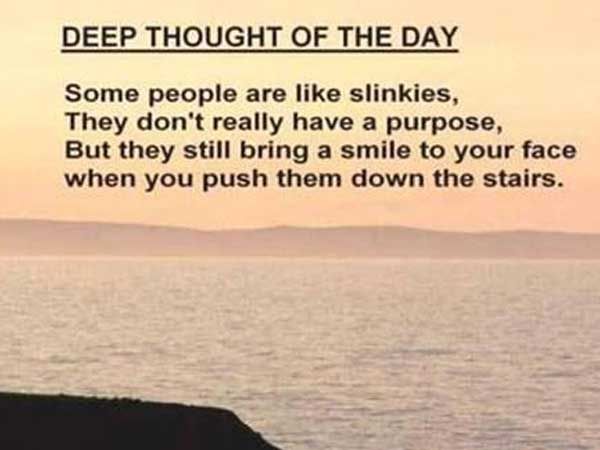 DEEP THOUGHT OF THE DAY
Some people are like slinkies,
They don't really have a purpose,
But they still bring a smile to your face
when you push them down the stairs.